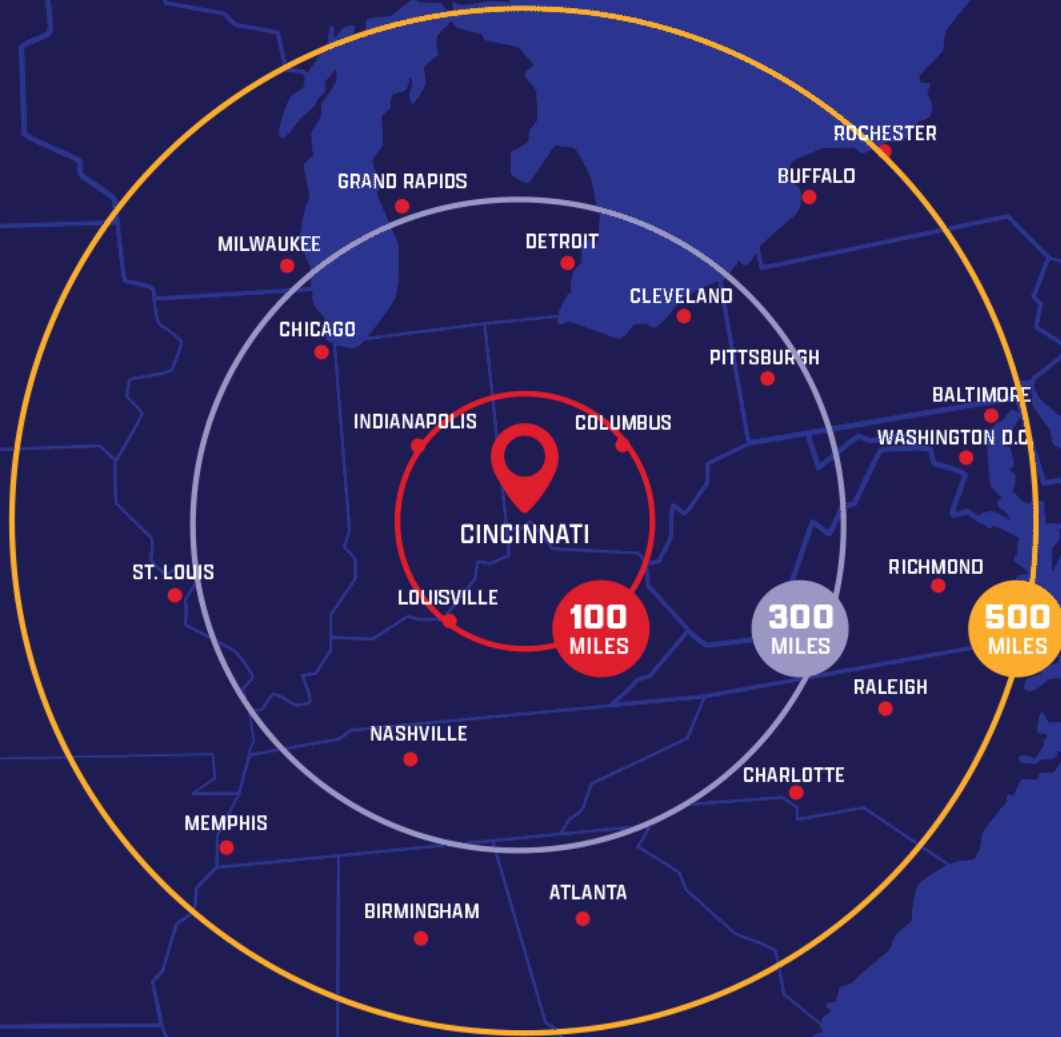 ROCHESTER
BUFFALO
GRAND RAPIDS
MILWAUKEE
DETROIT
CLEVELAND
CHICAGO
PITTSBURGH
BALTIMORE
INDIANAPOLIS
COLUMBUS
WASHINGTON D.C.
CINCINNATI
ST. LOUIS
RICHMOND
LOUISVILLE
100
MILES
300
MILES
500
MILES
RALEIGH
NASHVILLE
CHARLOTTE
MEMPHIS
ATLANTA
BIRMINGHAM